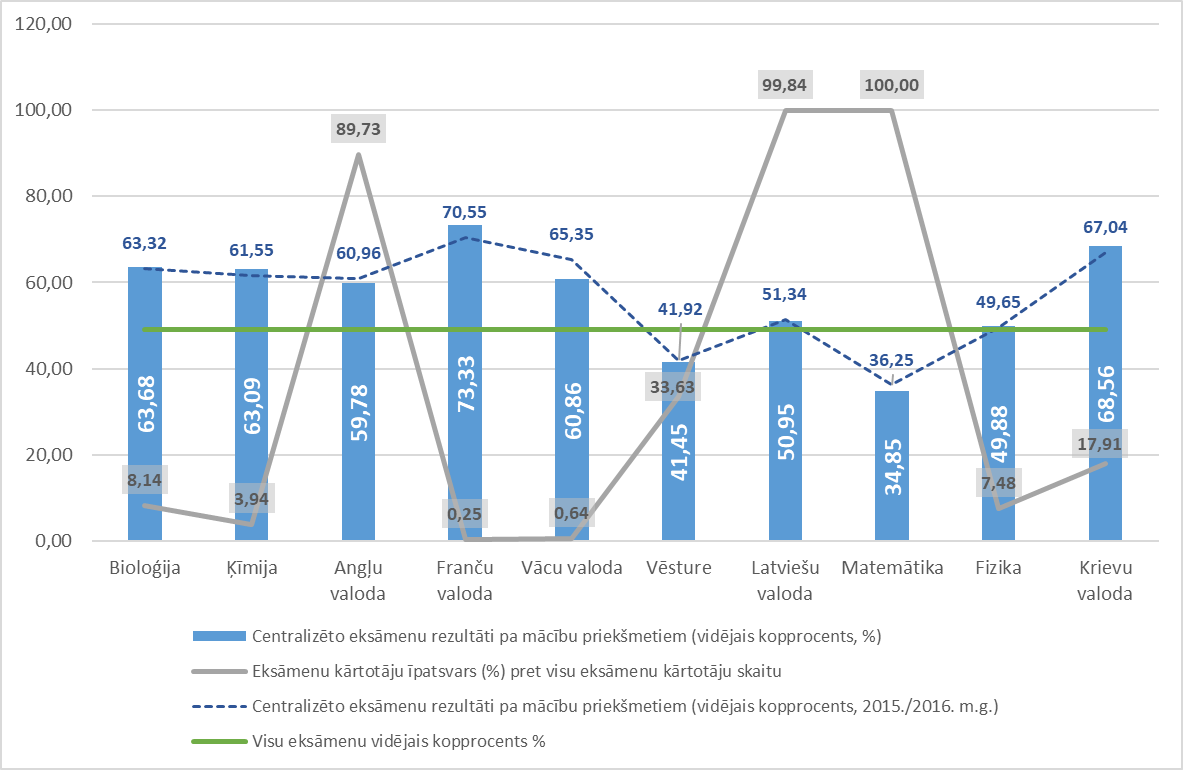 120,00
100,00
80,00
60,00
40,00
20,00
0,00
99,84
100,00
89,73
63,32
61,55
60,96
70,55
65,35
41,92
51,34
36,25
49,65
67,04
33,63
8,14
3,94
0,25
0,64
7,48
17,91
63,68
63,09
59,78
73,33
60,86
41,45
50,95
34,85
49,88
68,56
Bioloģija
Ķīmija
Angļu
valoda
Franču
valoda
Vācu valoda
Vēsture
Latviešu
valoda
Matemātika
Fizika
Krievu
valoda
Centralizēto eksāmenu rezultāti pa mācību priekšmetiem (vidējais kopprocents, %)
Eksāmenu kārtotāju īpatsvars (%) pret visu eksāmenu kārtotāju skaitu
Centralizēto eksāmenu rezultāti pa mācību priekšmetiem (vidējais kopprocents, 2015./2016. m.g.)
Visu eksāmenu vidējais kopprocents %